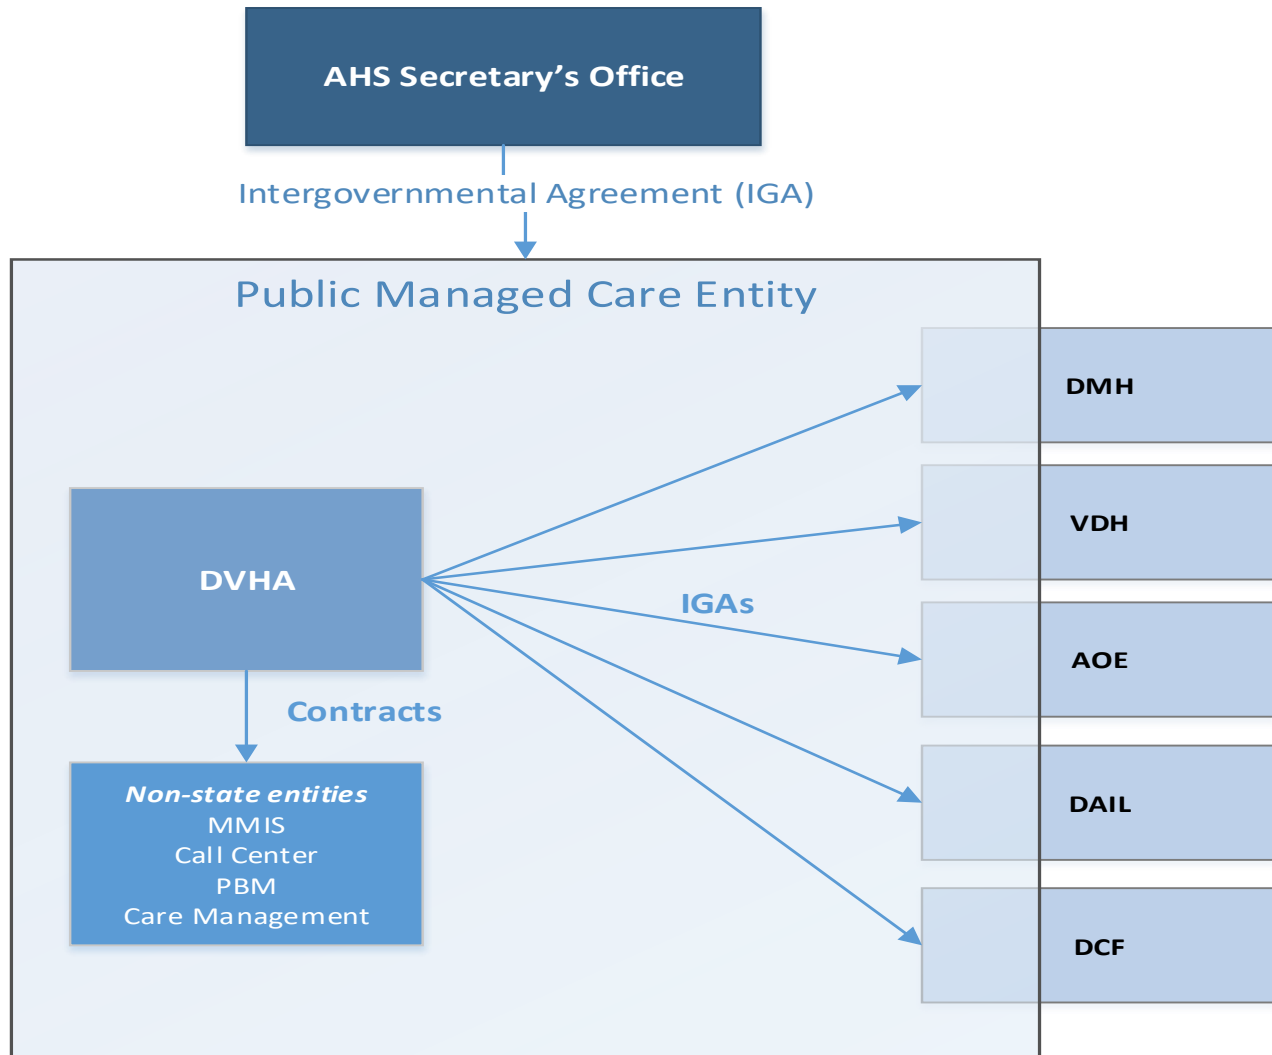 AHS Secretary’s Office
Intergovernmental Agreement (IGA)
Public Managed Care Entity
DMH
VDH
DVHA
IGAs
AOE
Contracts
Non-state entities
MMIS
Call Center
PBM
Care Management
DAIL
DCF